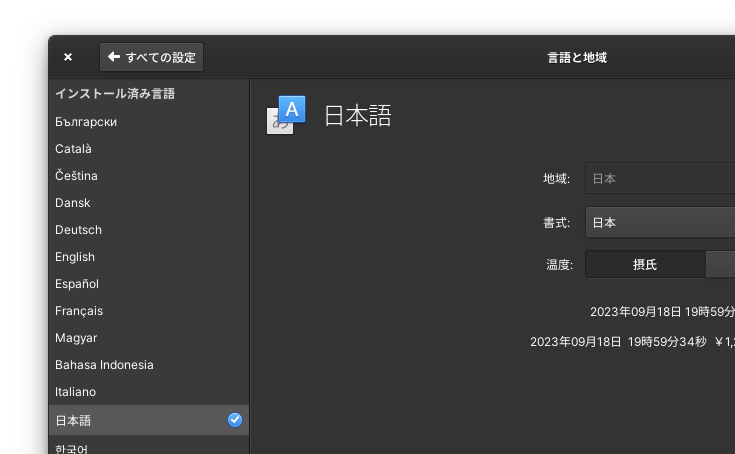 すべての設定
言語と地域
インストール済み言語
Български
Català
Čeština
Dansk
Deutsch
English
Español
Français
Magyar
Bahasa Indonesia
Italiano
日本語
한국어
あ A
日本語
地域: 日本
書式: 日本
温度: 摂氏
2023年09月18日 19時59分
2023年09月18日 19時59分34秒 ￥1,